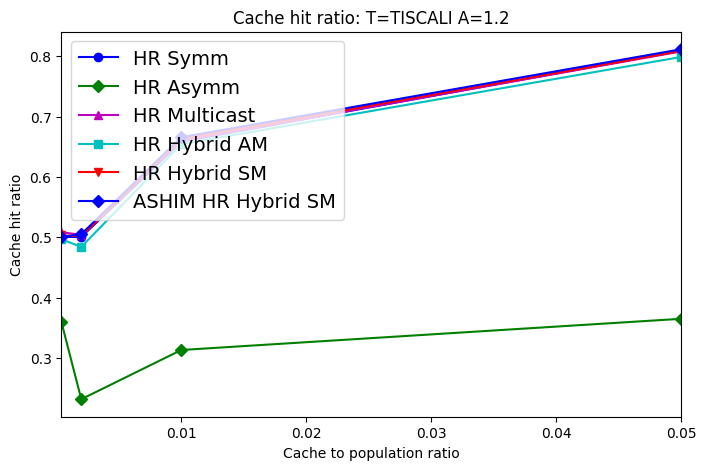 Cache hit ratio: T=TISCALI A=1.2
HR Symm
HR Asymm
HR Multicast
HR Hybrid AM
HR Hybrid SM
ASHIM HR Hybrid SM
Cache hit ratio
0.8
0.7
0.6
0.5
0.4
0.3
0.01
0.02
0.03
0.04
0.05
Cache to population ratio